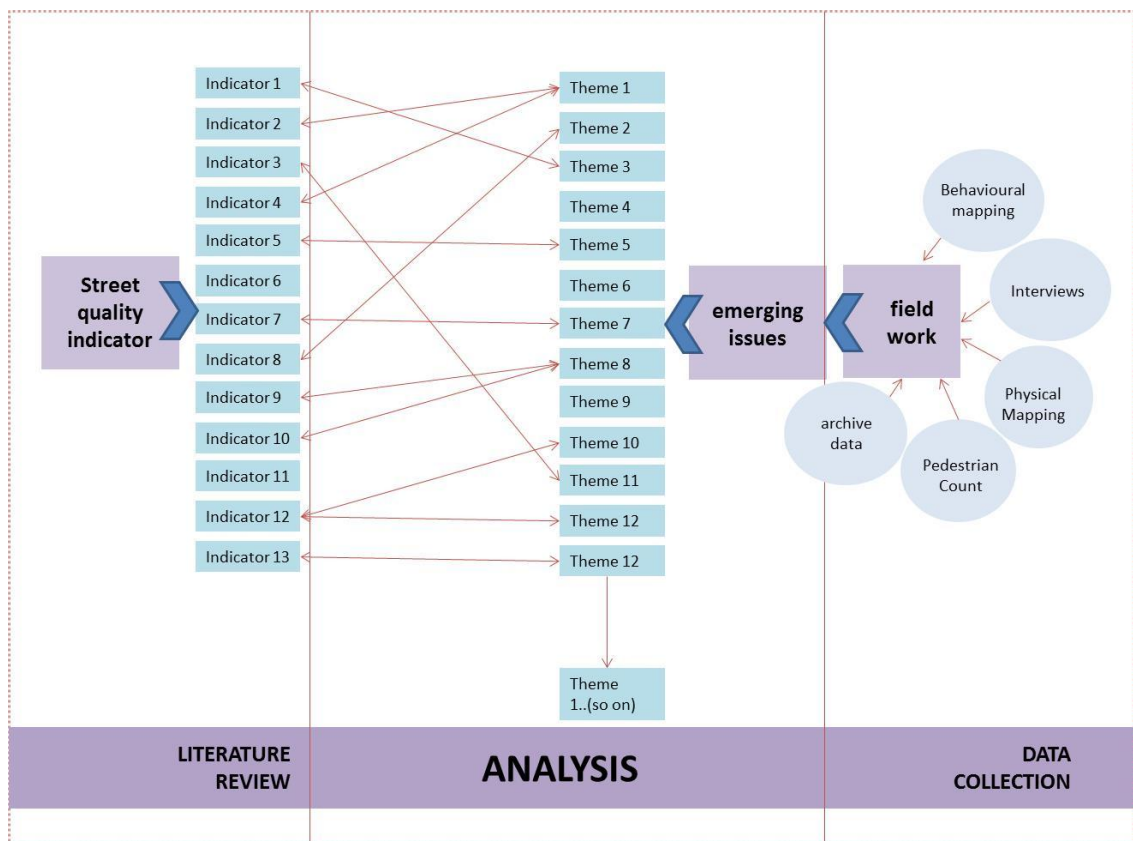 Street
quality
indicator
Indicator 1
Indicator 2
Indicator 3
Indicator 4
Indicator 5
Indicator 6
Indicator 7
Indicator 8
Indicator 9
Indicator 10
Indicator 11
Indicator 12
Indicator 13
Theme 1
Theme 2
Theme 3
Theme 4
Theme 5
Theme 6
Theme 7
Theme 8
Theme 9
Theme 10
Theme 11
Theme 12
Theme 12
Theme
1..(so on)
emerging
issues
field
work
Behavioural
mapping
Interviews
Physical
Mapping
Pedestrian
Count
archive
data
LITERATURE
REVIEW
ANALYSIS
DATA
COLLECTION